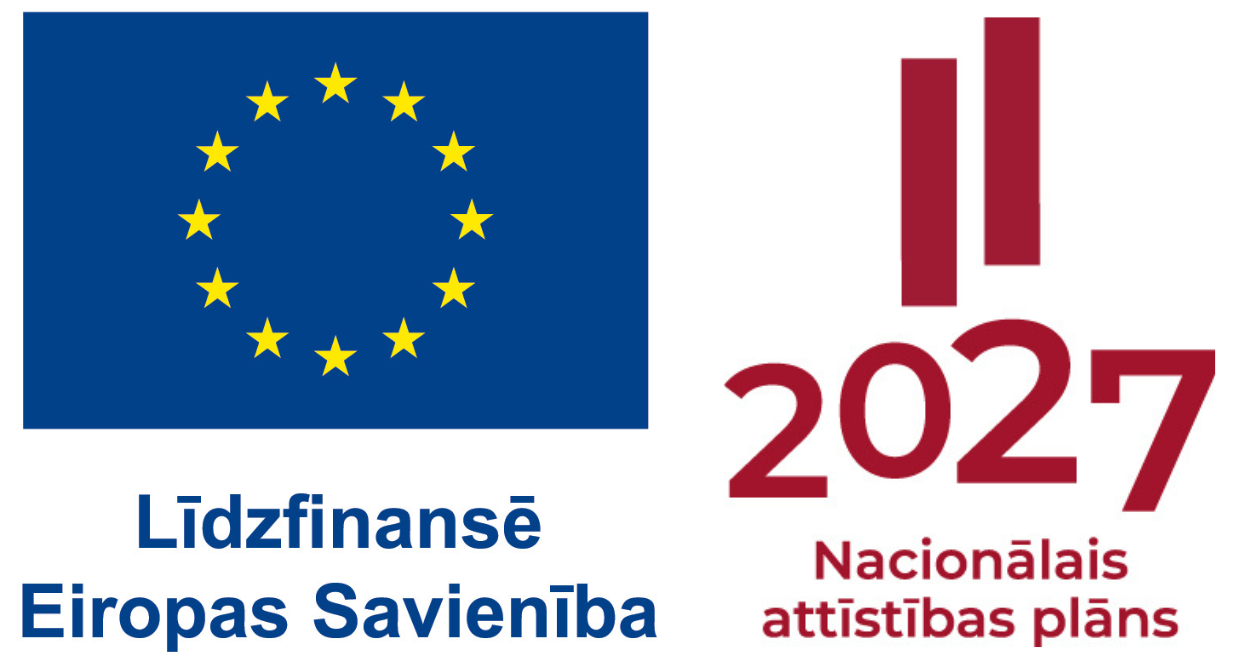 Līdzfinansē
Eiropas Savienība
2027
Nacionālais
attīstības plāns